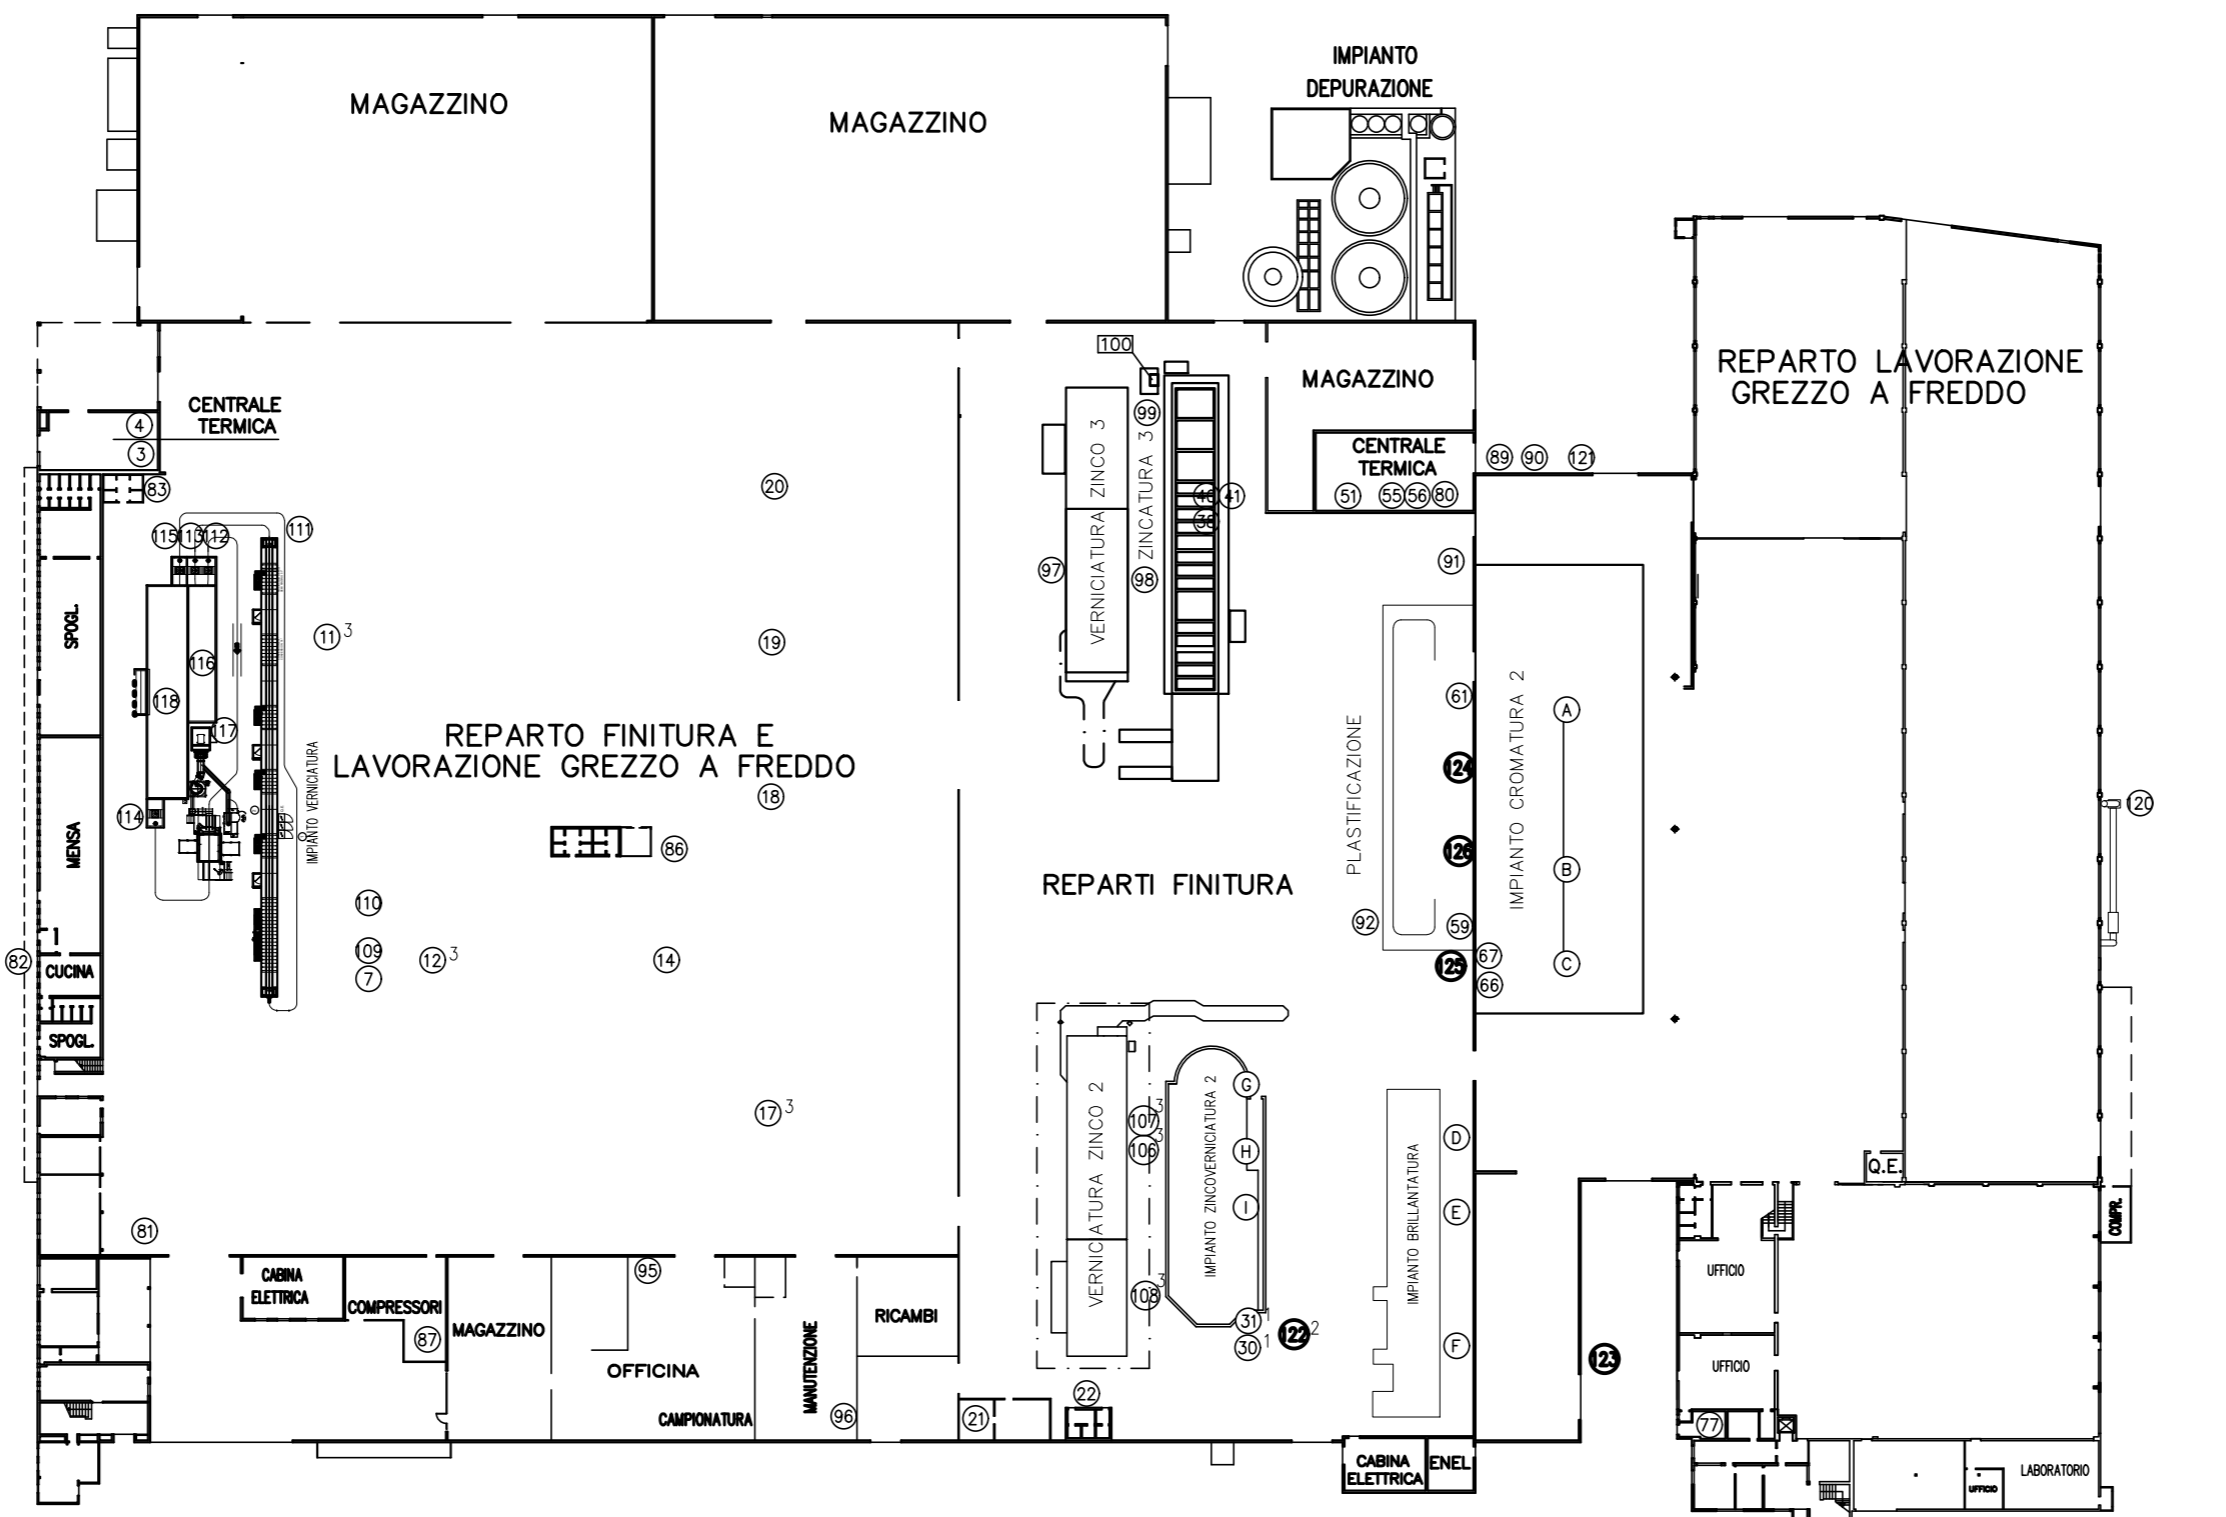 IMPIANTO
DEPURAZIONE
MAGAZZINO
MAGAZZINO
100
MAGAZZINO
REPARTO LAVORAZIONE
GREZZO A FREDDO
CENTRALE
TERMICA
4
3
99
CENTRALE
TERMICA
89
90
121
83
20
40
41
38
51
55
56
80
115
113
112
111
97
98
91
VERNICIATURA ZINCO 3
ZINCATURA 3
SPOGL.
11 3
19
116
118
117
61
A
IMPIANTO CROMATURA 2
PLASTIFICAZIONE
REPARTO FINITURA E
LAVORAZIONE GREZZO A FREDDO
IMPIANTO VERNICIATURA
124
18
120
114
MENSA
86
126
B
REPARTI FINITURA
110
92
59
109
12 3
14
67
82
CUCINA
7
125
C
66
SPOGL.
G
17 3
107 3
106 3
VERNICIATURA ZINCO 2
IMPIANTO ZINCOVERNICIATURA 2
H
D
IMPIANTO BRILLANTATURA
Q.E.
I
E
COMPR.
81
95
CABINA
ELETTRICA
UFFICIO
108 3
COMPRESSORI
87
MAGAZZINO
RICAMBI
31 1
30 1
122 2
F
123
OFFICINA
MANUTENZIONE
UFFICIO
22
CAMPIONATURA
96
21
77
CABINA
ELETTRICA
ENEL
LABORATORIO
UFFICIO